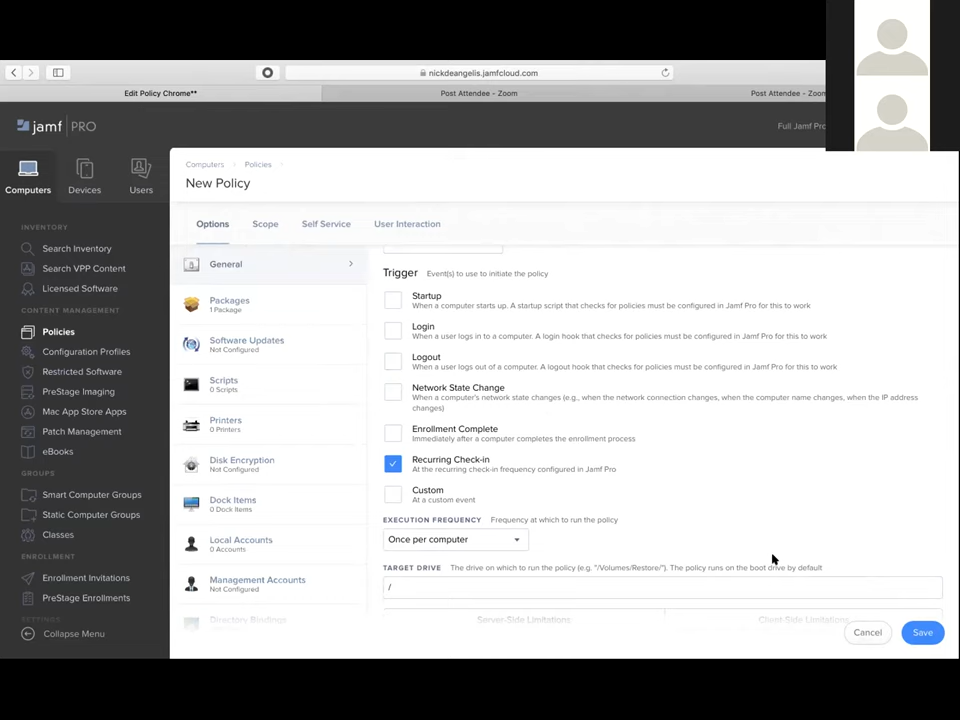 nickdeangelis.jamfcloud.com
Edit Policy Chrome**
Post Attendee - Zoom
Post Attendee - Zoom
jamf PRO
Full Jamf Pro
Computers
Devices
Users
Computers
Policies
New Policy
Options
Scope
Self Service
User Interaction
INVENTORY
Search Inventory
Search VPP Content
Licensed Software
CONTENT MANAGEMENT
Policies
Configuration Profiles
Restricted Software
PreStage Imaging
Mac App Store Apps
Patch Management
eBooks
GROUPS
Smart Computer Groups
Static Computer Groups
Classes
ENROLLMENT
Enrollment Invitations
PreStage Enrollments
SETTINGS
Collapse Menu
General
Packages
1 Package
Software Updates
Not Configured
Scripts
0 Scripts
Printers
0 Printers
Disk Encryption
Not Configured
Dock Items
0 Dock Items
Local Accounts
0 Accounts
Management Accounts
Not Configured
Directory Bindings
Trigger Event(s) to use to initiate the policy
Startup
When a computer starts up. A startup script that checks for policies must be configured in Jamf Pro for this to work
Login
When a user logs in to a computer. A login hook that checks for policies must be configured in Jamf Pro for this to work
Logout
When a user logs out of a computer. A logout hook that checks for policies must be configured in Jamf Pro for this to work
Network State Change
When a computer's network state changes (e.g., when the network connection changes, when the computer name changes, when the IP address
changes)
Enrollment Complete
Immediately after a computer completes the enrollment process
Recurring Check-in
At the recurring check-in frequency configured in Jamf Pro
Custom
At a custom event
EXECUTION FREQUENCY Frequency at which to run the policy
Once per computer
TARGET DRIVE The drive on which to run the policy (e.g. "/Volumes/Restore/"). The policy runs on the boot drive by default
/
Server-Side Limitations
Client-Side Limitations
Cancel
Save